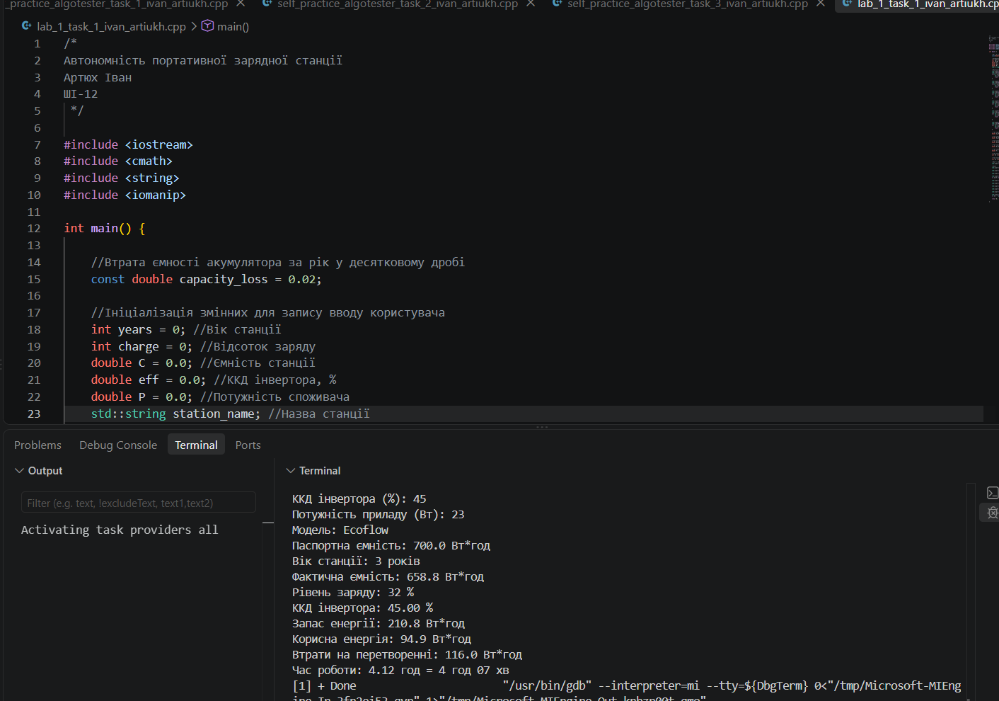 _practice_algotester_task_1_ivan_artiukh.cpp self_practice_algotester_task_2_ivan_artiukh.cpp self_practice_algotester_task_3_ivan_artiukh.cpp lab_1_task_1_ivan_artiukh.cp
lab_1_task_1_ivan_artiukh.cpp > main()
1 /*
2 Автономність портативної зарядної станції
3 Артюх Іван
4 ШІ-12
5 */
6
7 #include <iostream>
8 #include <cmath>
9 #include <string>
10 #include <iomanip>
11
12 int main() {
13
14 //Втрата ємності акумулятора за рік у десятковому дробі
15 const double capacity_loss = 0.02;
16
17 //Ініціалізація змінних для запису вводу користувача
18 int years = 0; //Вік станції
19 int charge = 0; //Відсоток заряду
20 double C = 0.0; //Ємність станції
21 double eff = 0.0; //ККД інвертора, %
22 double P = 0.0; //Потужність споживача
23 std::string station_name; //Назва станції
Problems Debug Console Terminal Ports
Output
Filter (e.g. text, !excludeText, text1,text2)
Activating task providers all
Terminal
ККД інвертора (%): 45
Потужність приладу (Вт): 23
Модель: Ecoflow
Паспортна ємність: 700.0 Вт*год
Вік станції: 3 років
Фактична ємність: 658.8 Вт*год
Рівень заряду: 32 %
ККД інвертора: 45.00 %
Запас енергії: 210.8 Вт*год
Корисна енергія: 94.9 Вт*год
Втрати на перетворенні: 116.0 Вт*год
Час роботи: 4.12 год = 4 год 07 хв
[1] + Done "/usr/bin/gdb" --interpreter=mi --tty=${DbgTerm} 0<"/tmp/Microsoft-MIEng